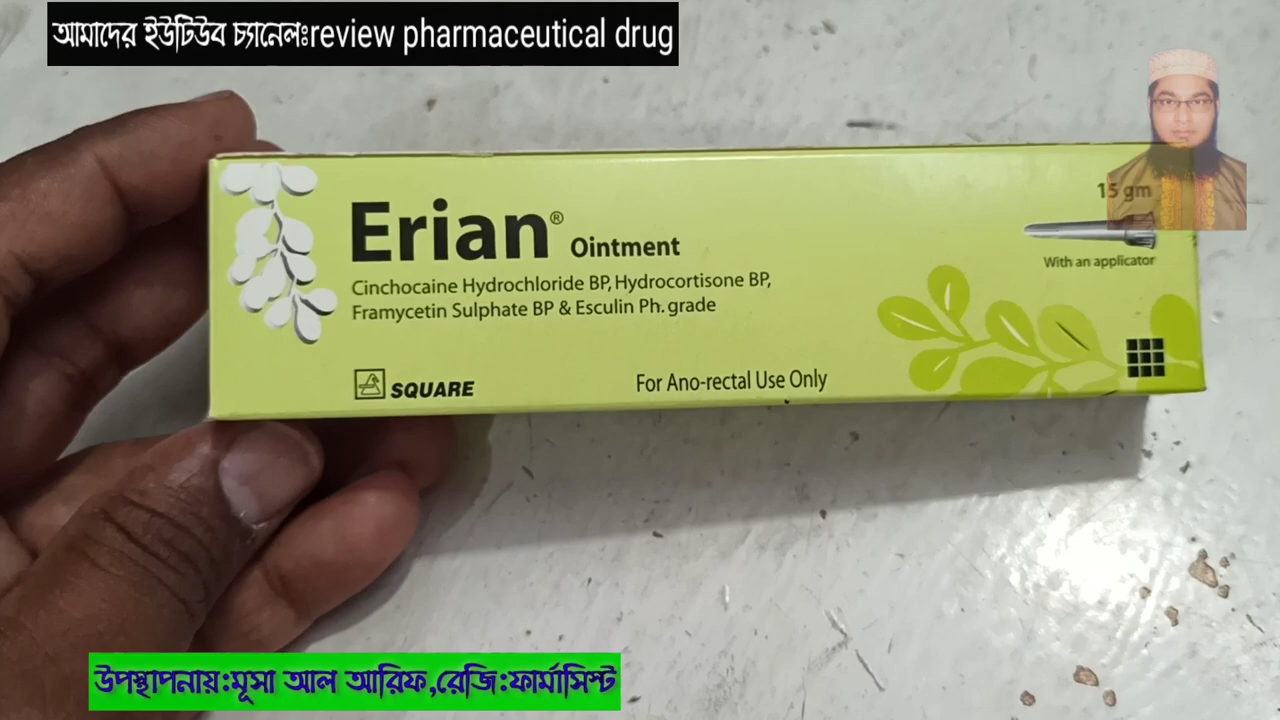 আমাদের ইউটিউব চ্যানেলঃreview pharmaceutical drug
15 gm
Erian® Ointment
With an applicator
Cinchocaine Hydrochloride BP, Hydrocortisone BP,
Framycetin Sulphate BP & Esculin Ph. grade
SQUARE
For Ano-rectal Use Only
উপস্থাপনায়:মূসা আল আরিফ,রেজি:ফার্মাসিস্ট